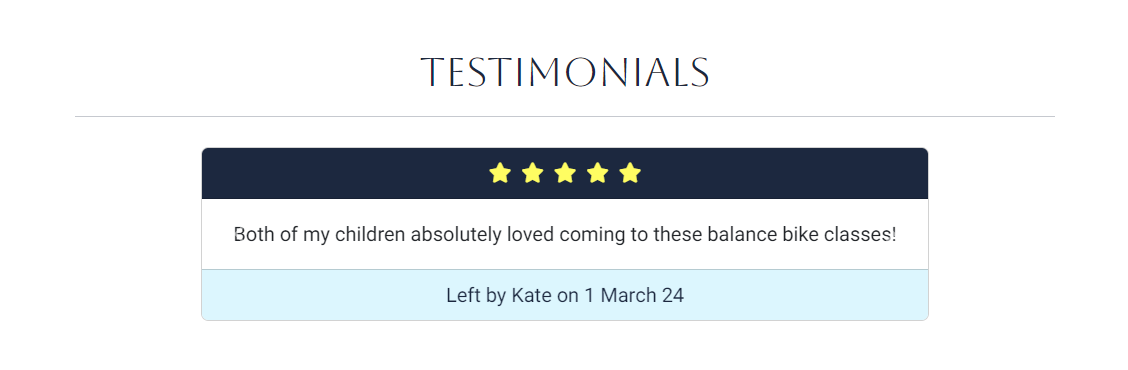 TESTIMONIALS
Both of my children absolutely loved coming to these balance bike classes!
Left by Kate on 1 March 24